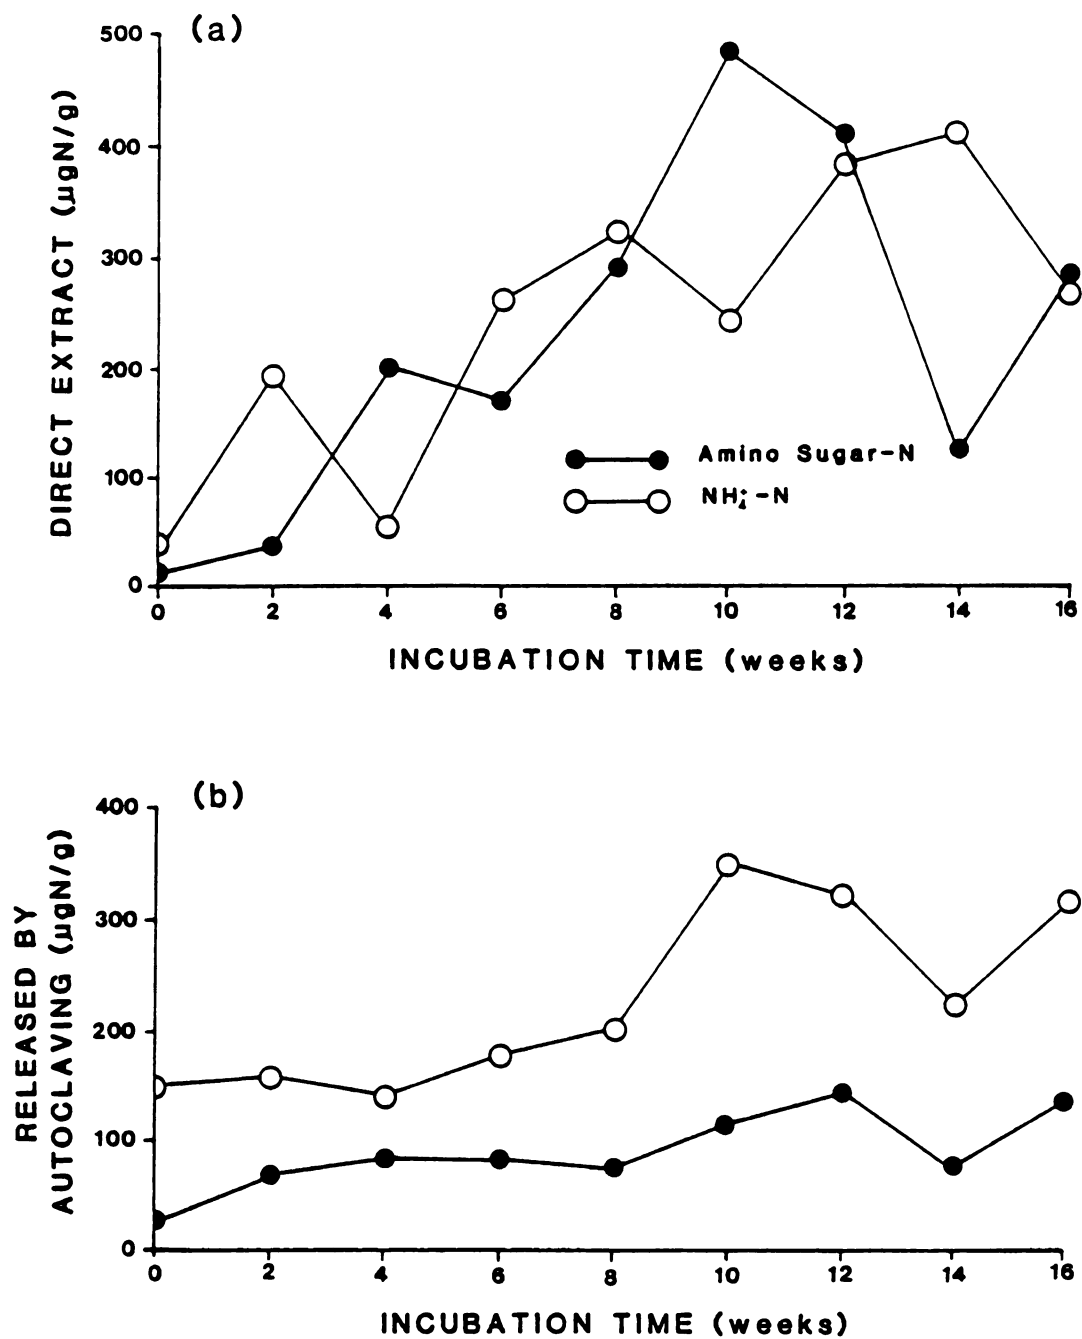 (a)
500
400
300
200
100
0
DIRECT EXTRACT (µgN/g)
Amino Sugar-N
NH₄⁺-N
0 2 4 6 8 10 12 14 16
INCUBATION TIME (weeks)
(b)
400
300
200
100
0
RELEASED BY
AUTOCLAVING (µgN/g)
0 2 4 6 8 10 12 14 16
INCUBATION TIME (weeks)